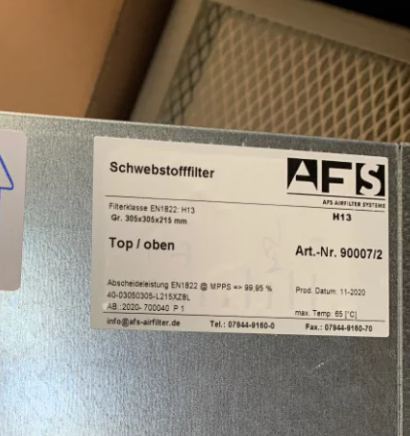 Schwebstofffilter
AFS
AFS-AIRFILTER SYSTEMS
Filterklasse EN1822: H13
H13
Gr. 305x305x215 mm
Top / oben
Art.-Nr. 90007/2
Abscheideleistung EN1822 @ MPPS => 99,95 %
Prod. Datum: 11-2020
40-03050305-L215XZ8L
AB.:2020- 700040 P 1
max. Temp: 65 [°C]
info@afs-airfilter.de Tel.: 07944-9160-0 Fax.: 07944-9160-70